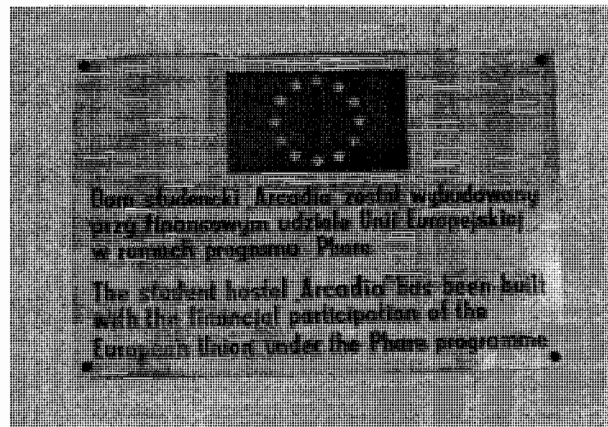 Dom studencki „Arcadia” został wybudowany
przy finansowym udziale Unii Europejskiej
w ramach programu Phare
The student hostel „Arcadia” has been built
with the financial participation of the
European Union under the Phare programme